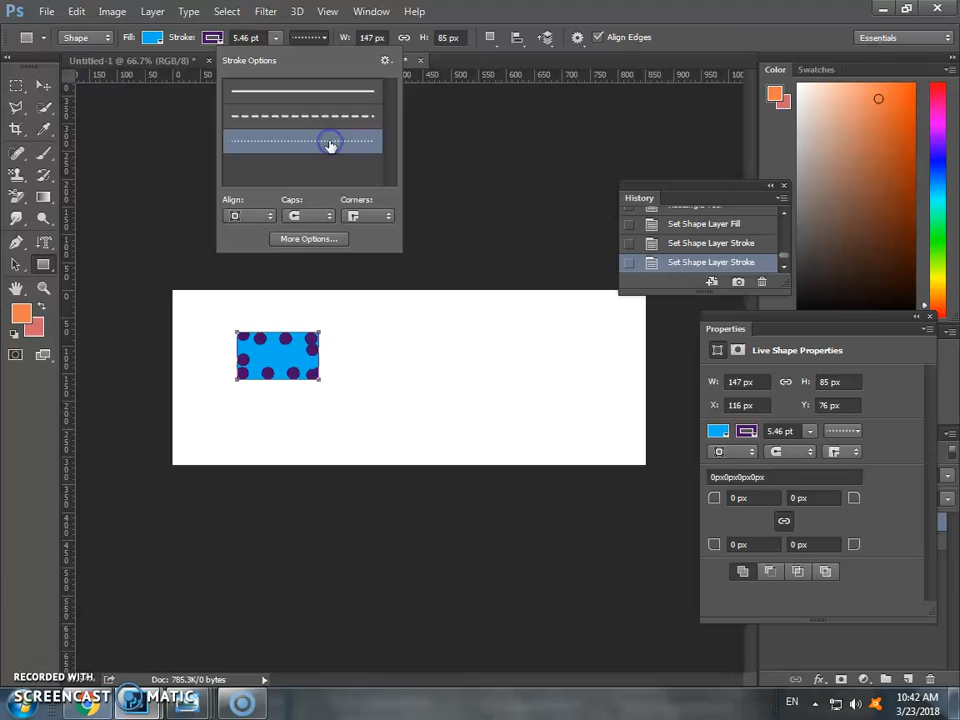 Ps File Edit Image Layer Type Select Filter 3D View Window Help
Shape Fill: Stroke: 5.46 pt W: 147 px H: 85 px Align Edges Essentials
Untitled-1 @ 66.7% (RGB/8) *
Stroke Options
Align: Caps: Corners:
More Options...
Color Swatches
History
Set Shape Layer Fill
Set Shape Layer Stroke
Set Shape Layer Stroke
Properties
Live Shape Properties
W: 147 px H: 85 px
X: 116 px Y: 76 px
5.46 pt
0px0px0px0px
0 px 0 px
0 px 0 px
Doc: 785.3K/0 bytes
RECORDED WITH
SCREENCAST MATIC
EN 10:42 AM
3/23/2018